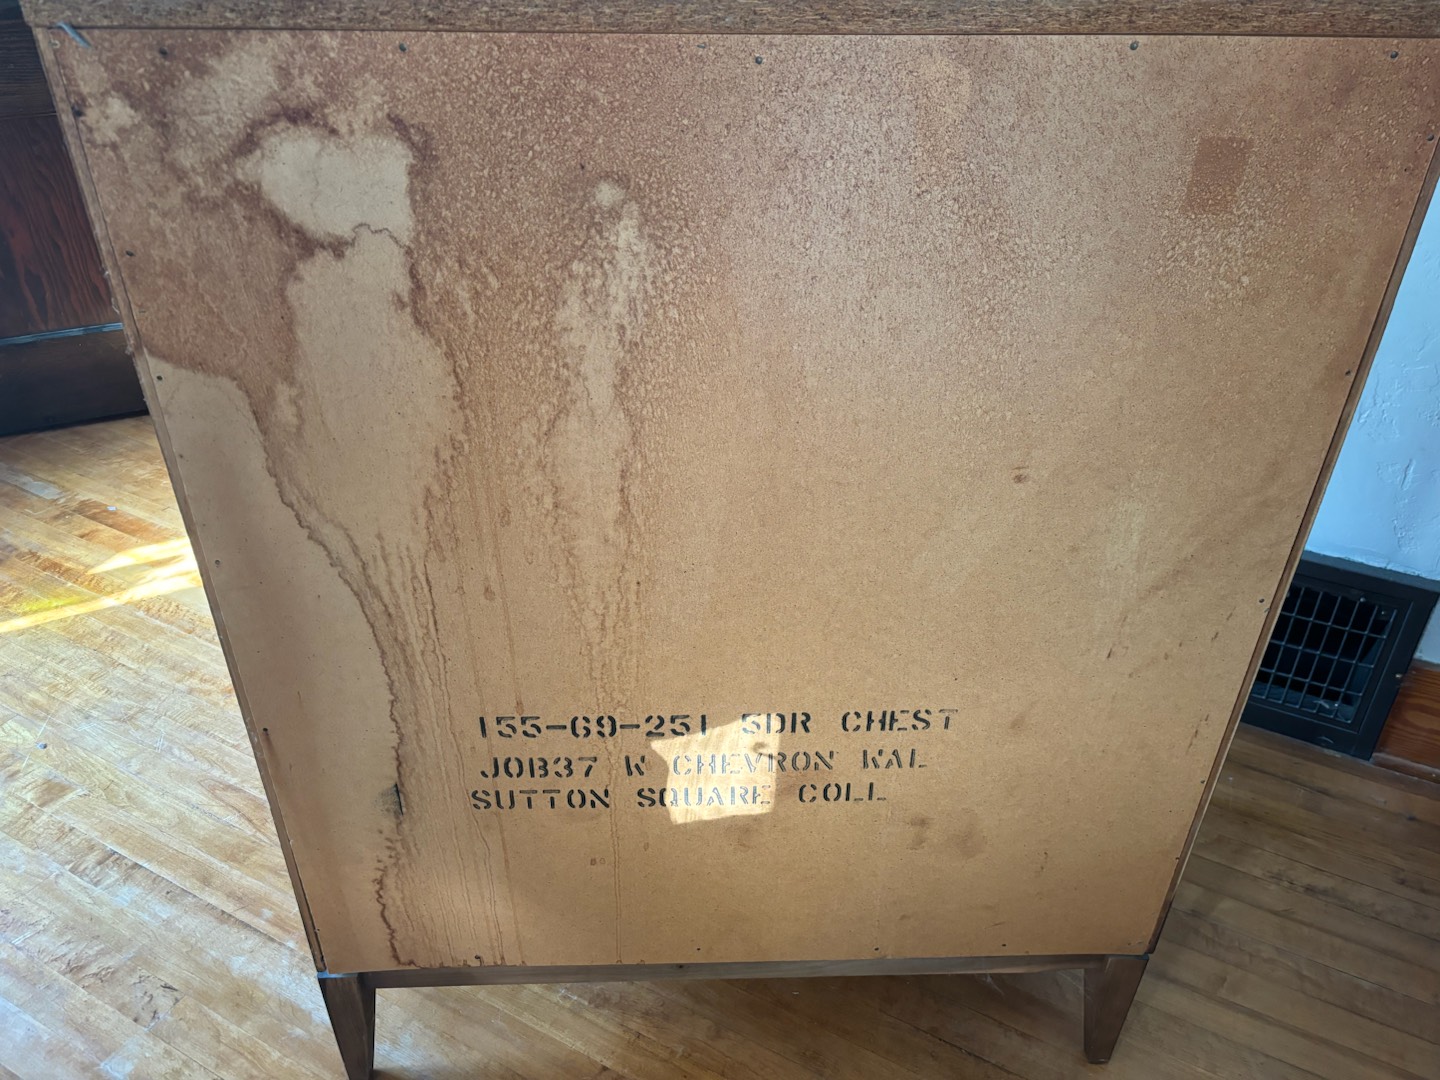 155-69-251 5DR CHEST
JOB37 W CHEVRON WAL
SUTTON SQUARE COLL